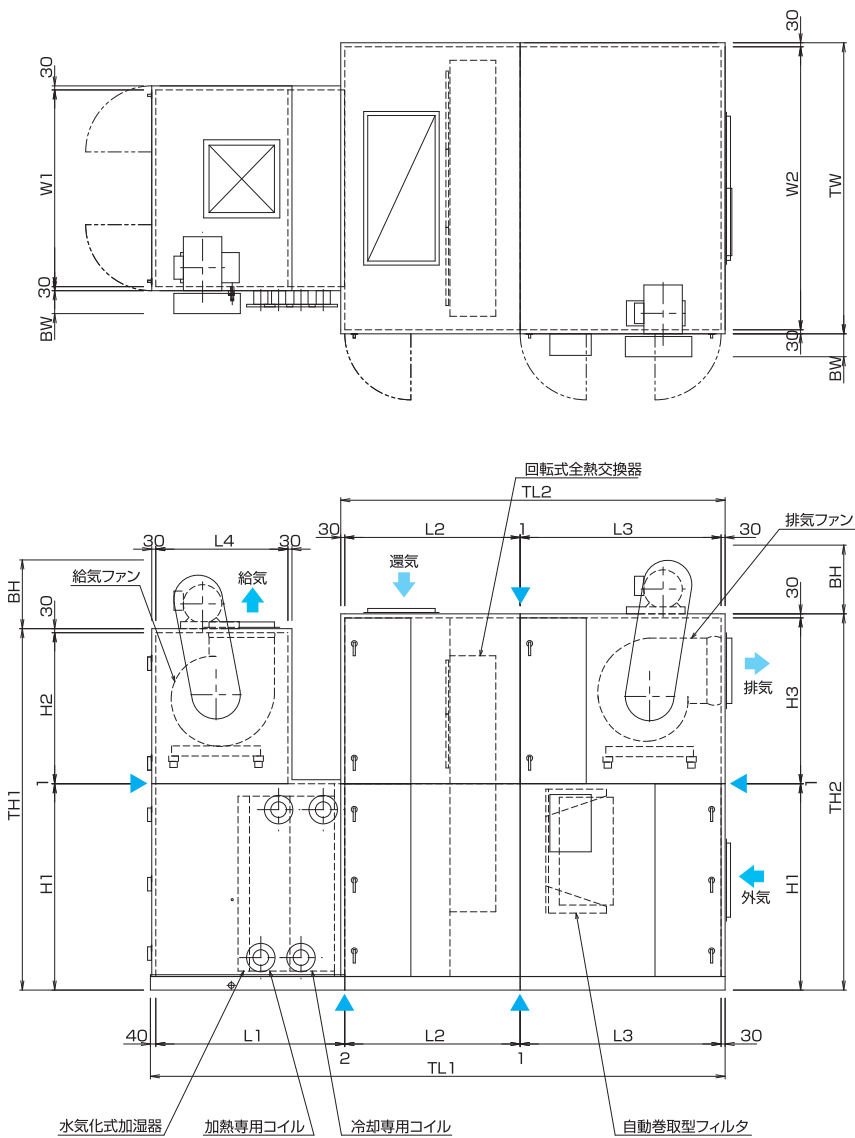 30
30
W1
W2
TW
30
BW
30
BW
回転式全熱交換器
TL2
排気ファン
30
L4
30
30
L2
1
L3
30
BH
給気ファン
給気
還気
BH
30
30
排気
H2
H3
1
1
TH1
TH2
H1
H1
外気
40
L1
L2
L3
30
2
1
TL1
水気化式加湿器
加熱専用コイル
冷却専用コイル
自動巻取型フィルタ